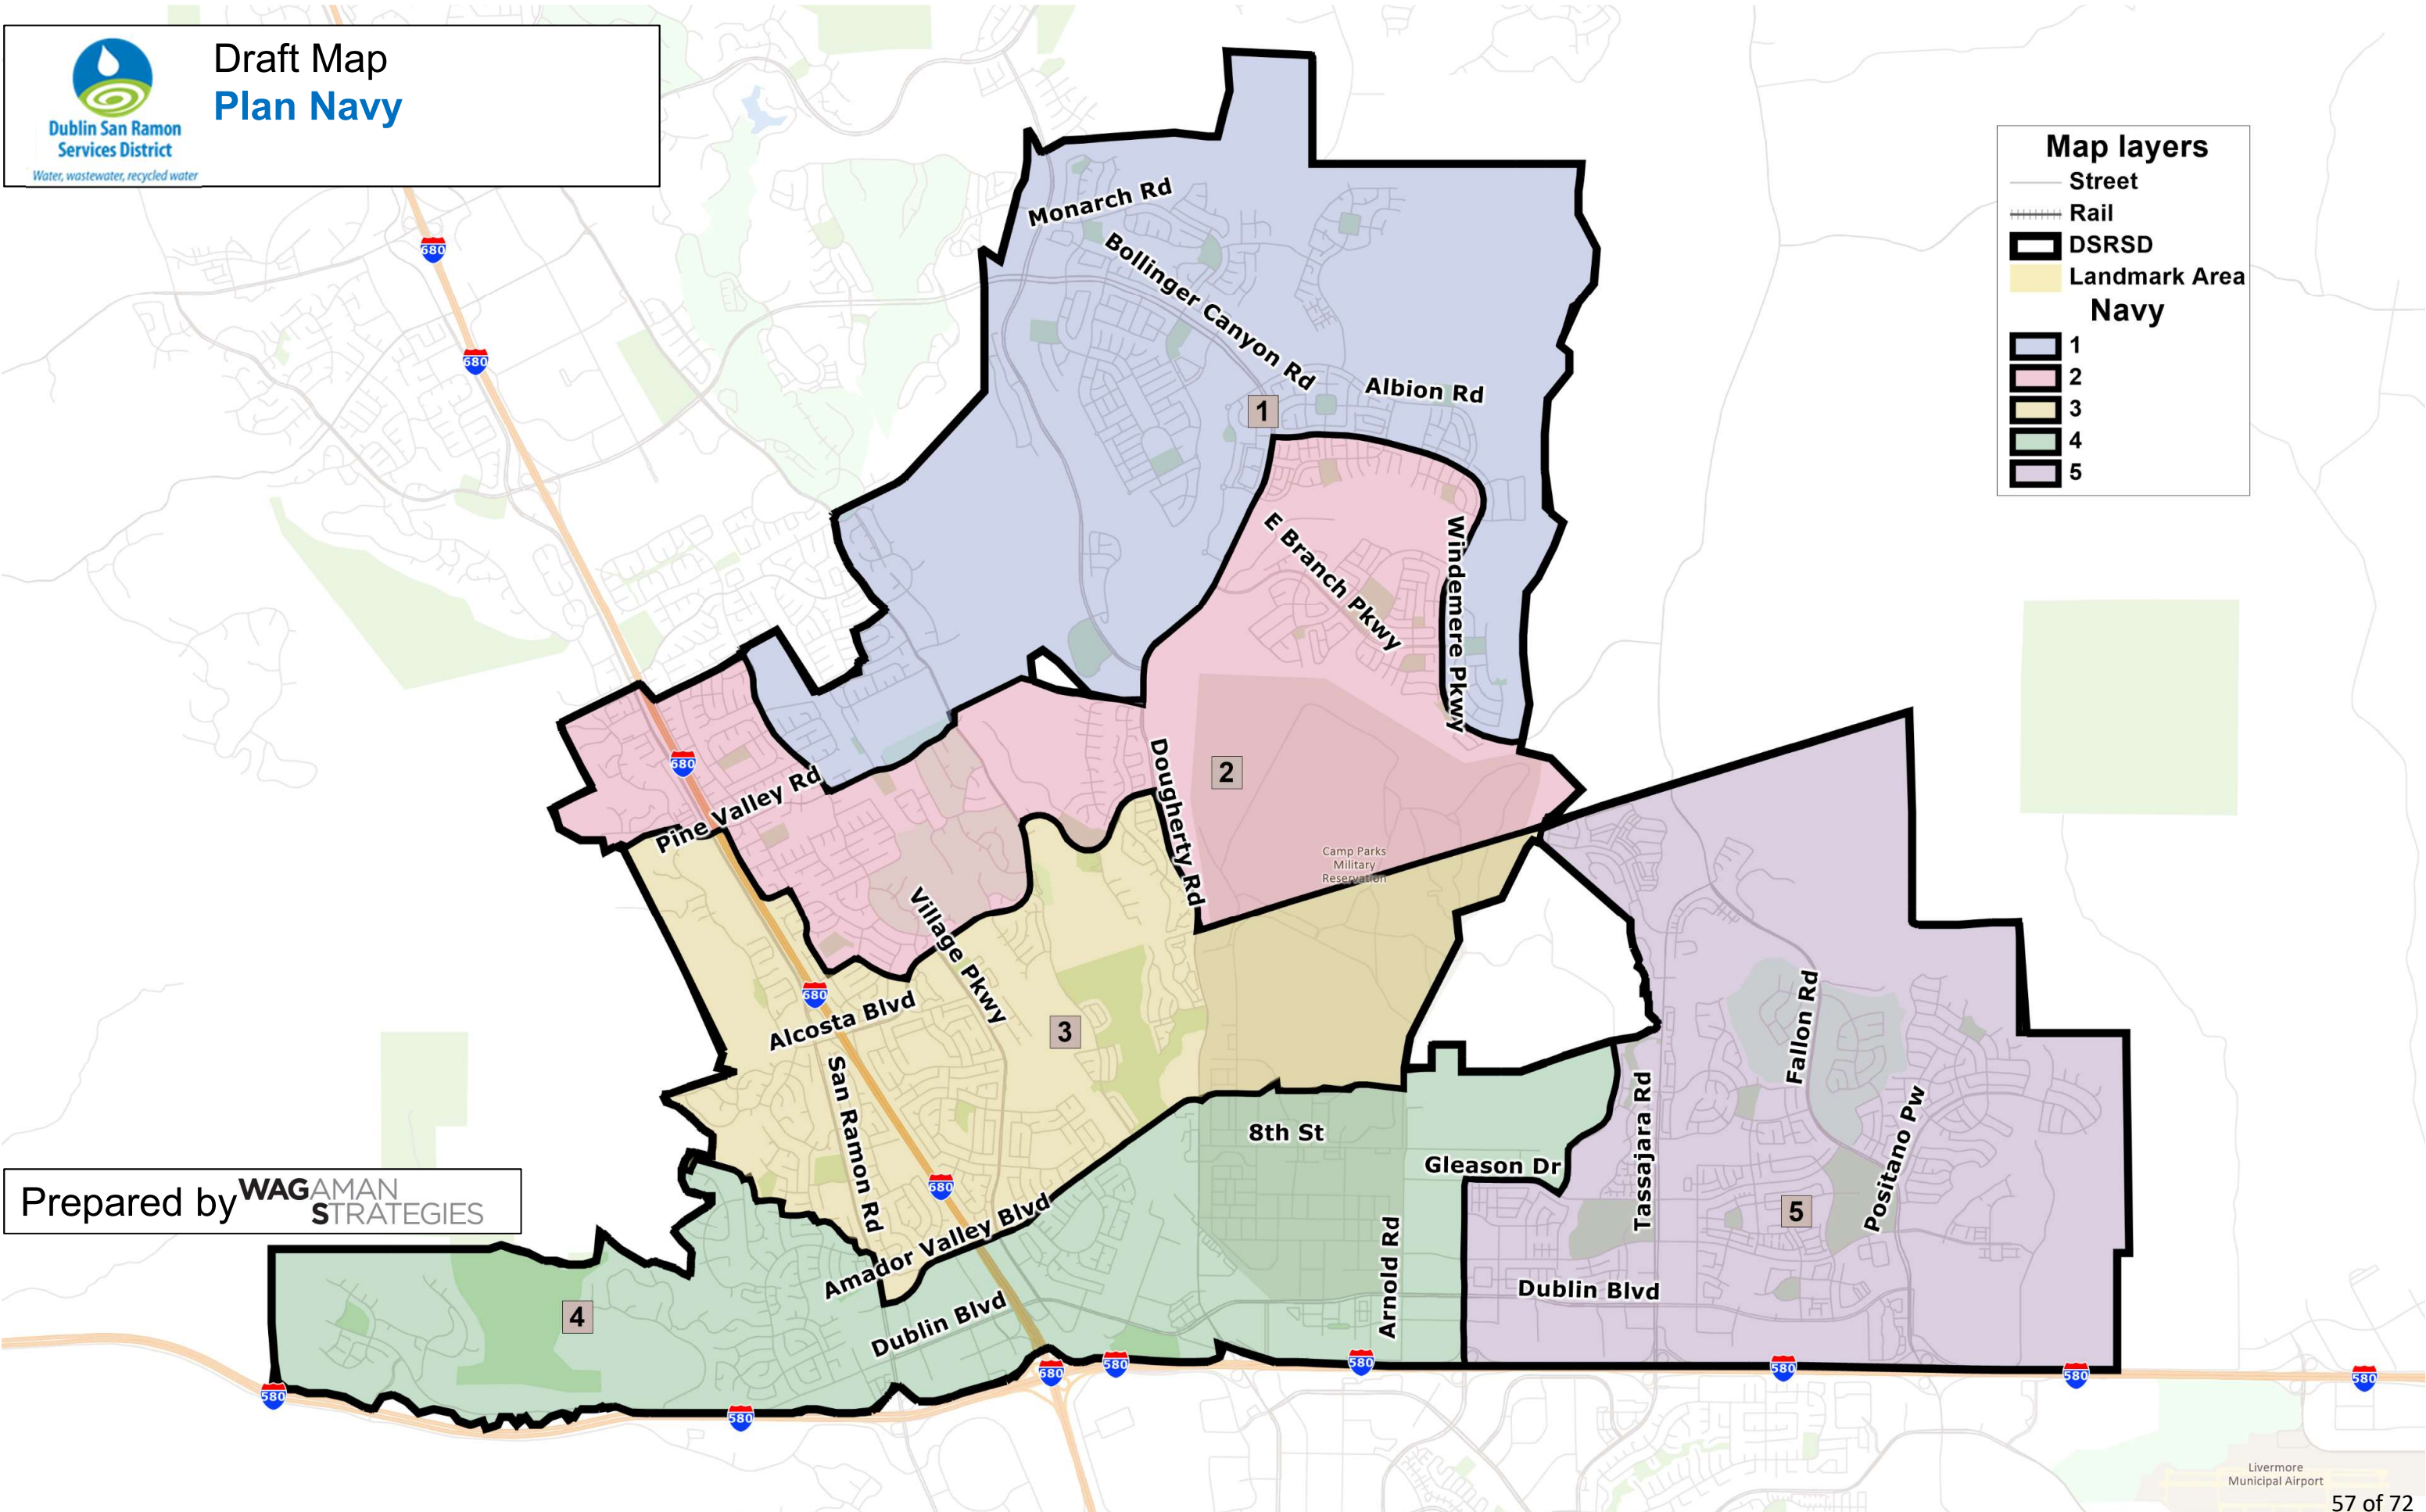 Draft Map
Plan Navy
Dublin San Ramon
Services District
Water, wastewater, recycled water
Map layers
Street
Rail
DSRSD
Landmark Area
Navy
1
2
3
4
5
680
680
Monarch Rd
Bollinger Canyon Rd
Albion Rd
1
E Branch Pkwy
Windemere Pkwy
680
Pine Valley Rd
Dougherty Rd
2
Camp Parks
Military
Reservation
Village Pkwy
680
Alcosta Blvd
3
Fallon Rd
San Ramon Rd
8th St
Gleason Dr
Tassajara Rd
Positano Pw
680
Prepared by WAGAMAN
STRATEGIES
Amador Valley Blvd
5
Arnold Rd
Dublin Blvd
4
Dublin Blvd
580
580
680
580
580
580
580
580
580
Livermore
Municipal Airport
57 of 72